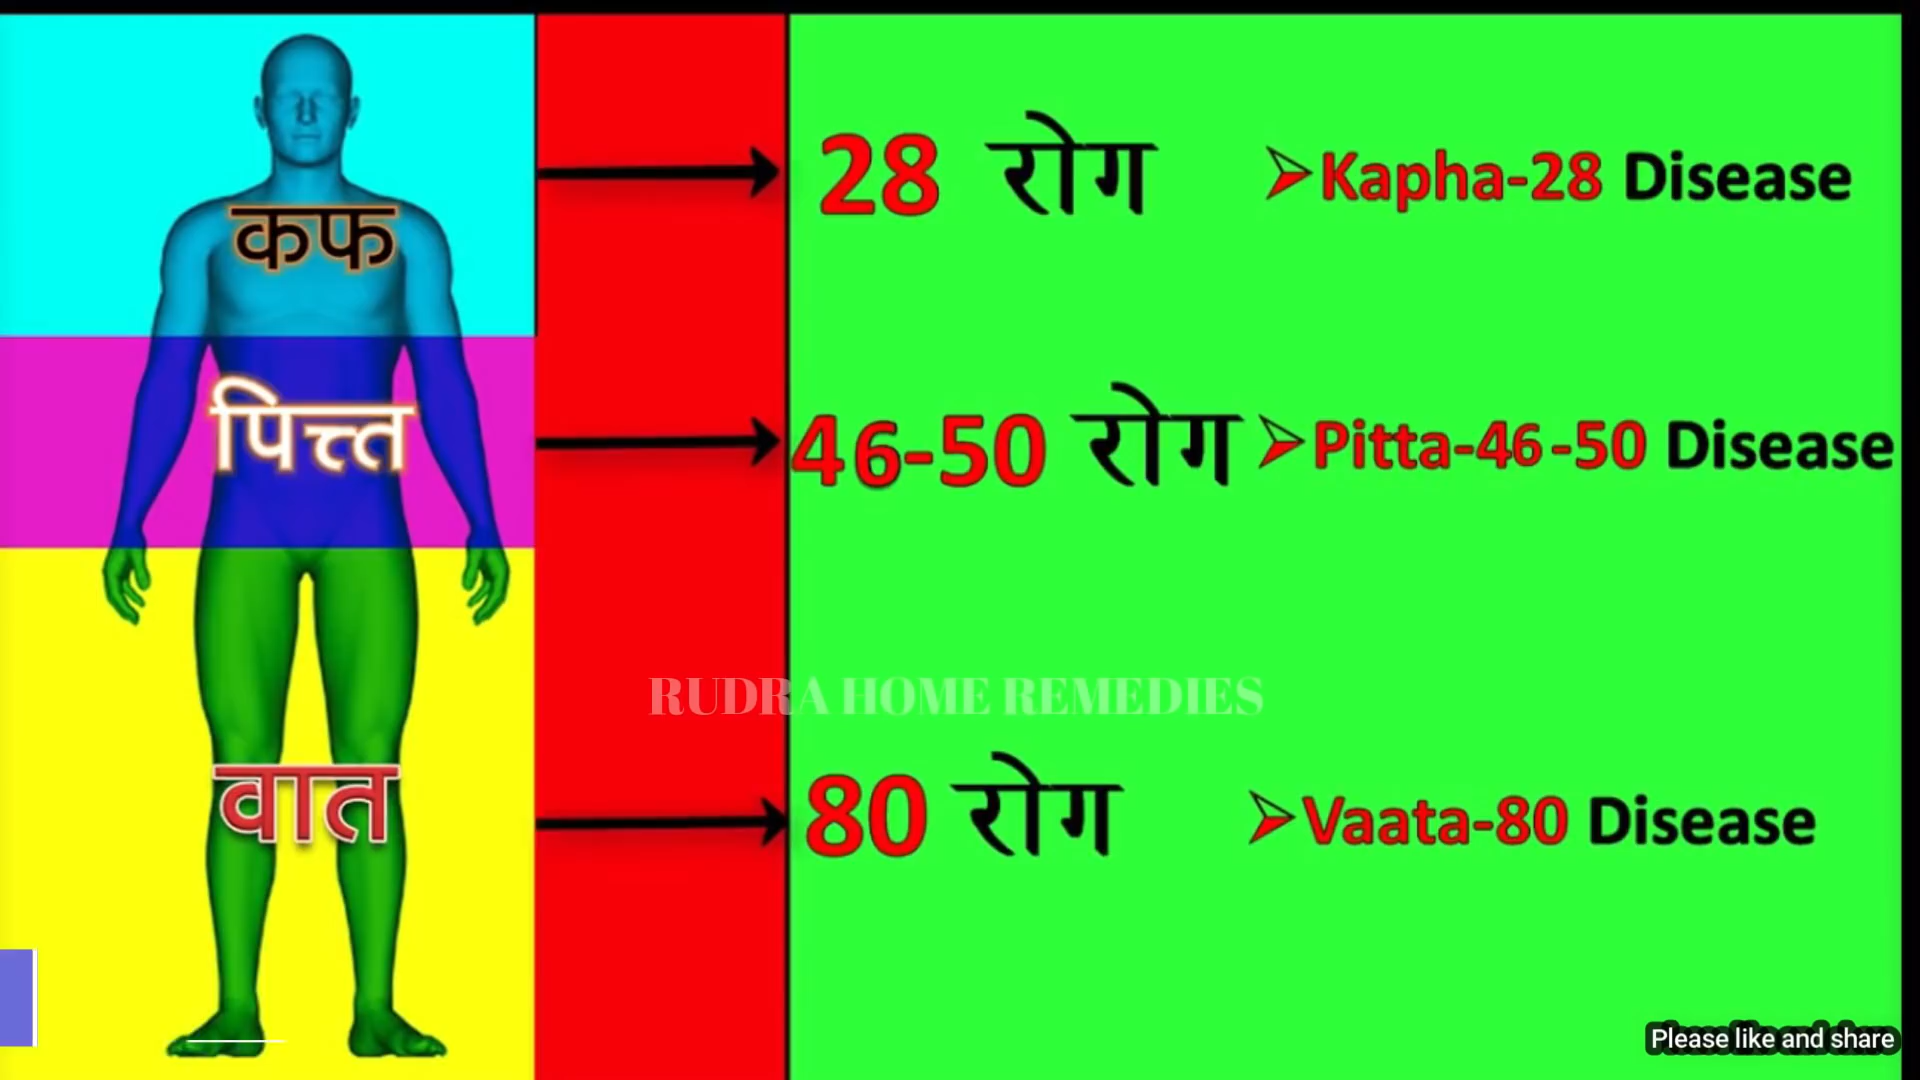 कफ
28 रोग
➢Kapha-28 Disease
पित्त
46-50 रोग
➢Pitta-46-50 Disease
RUDRA HOME REMEDIES
वात
80 रोग
➢Vaata-80 Disease
Please like and share